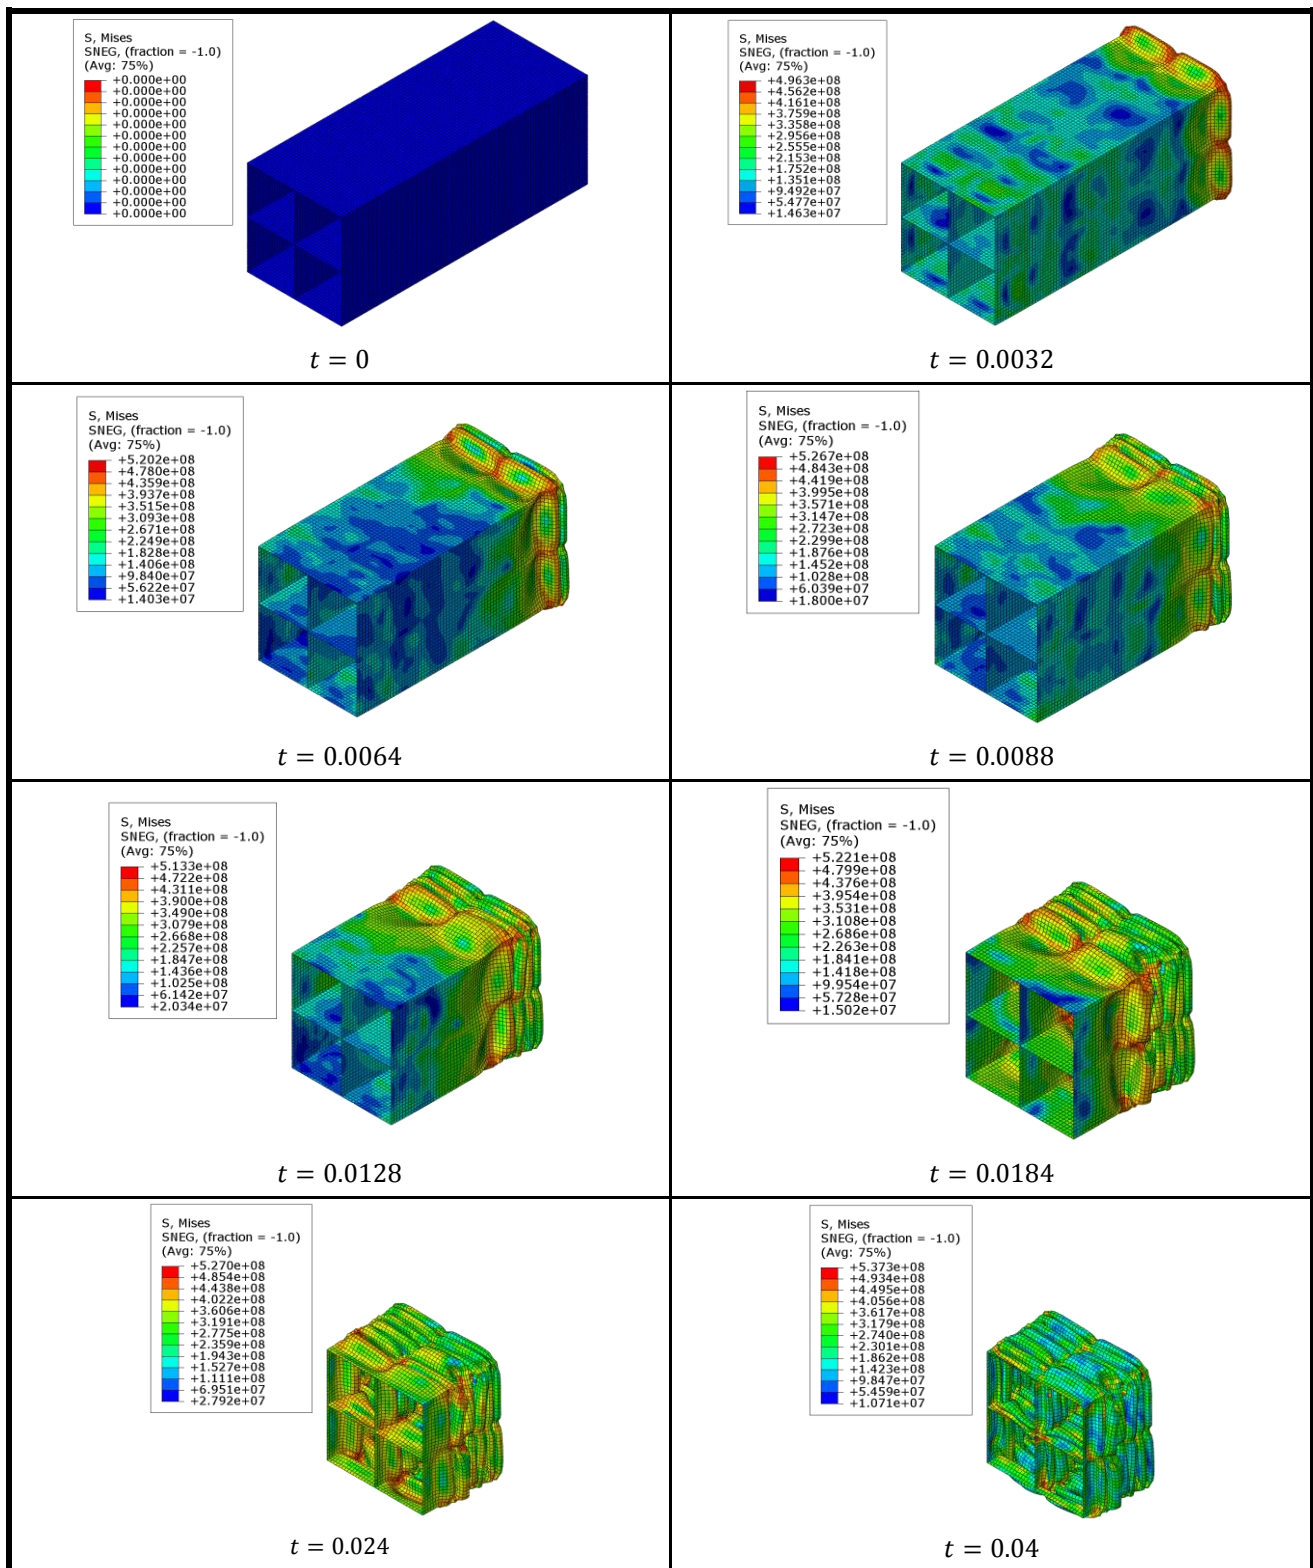 S, Mises
SNEG, (fraction = -1.0)
(Avg: 75%)
+0.000e+00
+0.000e+00
+0.000e+00
+0.000e+00
+0.000e+00
+0.000e+00
+0.000e+00
+0.000e+00
+0.000e+00
+0.000e+00
+0.000e+00
+0.000e+00
+0.000e+00
t = 0
S, Mises
SNEG, (fraction = -1.0)
(Avg: 75%)
+4.963e+08
+4.562e+08
+4.161e+08
+3.759e+08
+3.358e+08
+2.956e+08
+2.555e+08
+2.153e+08
+1.752e+08
+1.351e+08
+9.492e+07
+5.477e+07
+1.463e+07
t = 0.0032
S, Mises
SNEG, (fraction = -1.0)
(Avg: 75%)
+5.202e+08
+4.780e+08
+4.359e+08
+3.937e+08
+3.515e+08
+3.093e+08
+2.671e+08
+2.249e+08
+1.828e+08
+1.406e+08
+9.840e+07
+5.622e+07
+1.403e+07
t = 0.0064
S, Mises
SNEG, (fraction = -1.0)
(Avg: 75%)
+5.267e+08
+4.843e+08
+4.419e+08
+3.995e+08
+3.571e+08
+3.147e+08
+2.723e+08
+2.299e+08
+1.876e+08
+1.452e+08
+1.028e+08
+6.039e+07
+1.800e+07
t = 0.0088
S, Mises
SNEG, (fraction = -1.0)
(Avg: 75%)
+5.133e+08
+4.722e+08
+4.311e+08
+3.900e+08
+3.490e+08
+3.079e+08
+2.668e+08
+2.257e+08
+1.847e+08
+1.436e+08
+1.025e+08
+6.142e+07
+2.034e+07
t = 0.0128
S, Mises
SNEG, (fraction = -1.0)
(Avg: 75%)
+5.221e+08
+4.799e+08
+4.376e+08
+3.954e+08
+3.531e+08
+3.108e+08
+2.686e+08
+2.263e+08
+1.841e+08
+1.418e+08
+9.954e+07
+5.728e+07
+1.502e+07
t = 0.0184
S, Mises
SNEG, (fraction = -1.0)
(Avg: 75%)
+5.270e+08
+4.854e+08
+4.438e+08
+4.022e+08
+3.606e+08
+3.191e+08
+2.775e+08
+2.359e+08
+1.943e+08
+1.527e+08
+1.111e+08
+6.951e+07
+2.792e+07
t = 0.024
S, Mises
SNEG, (fraction = -1.0)
(Avg: 75%)
+5.373e+08
+4.934e+08
+4.495e+08
+4.056e+08
+3.617e+08
+3.179e+08
+2.740e+08
+2.301e+08
+1.862e+08
+1.423e+08
+9.847e+07
+5.459e+07
+1.071e+07
t = 0.04